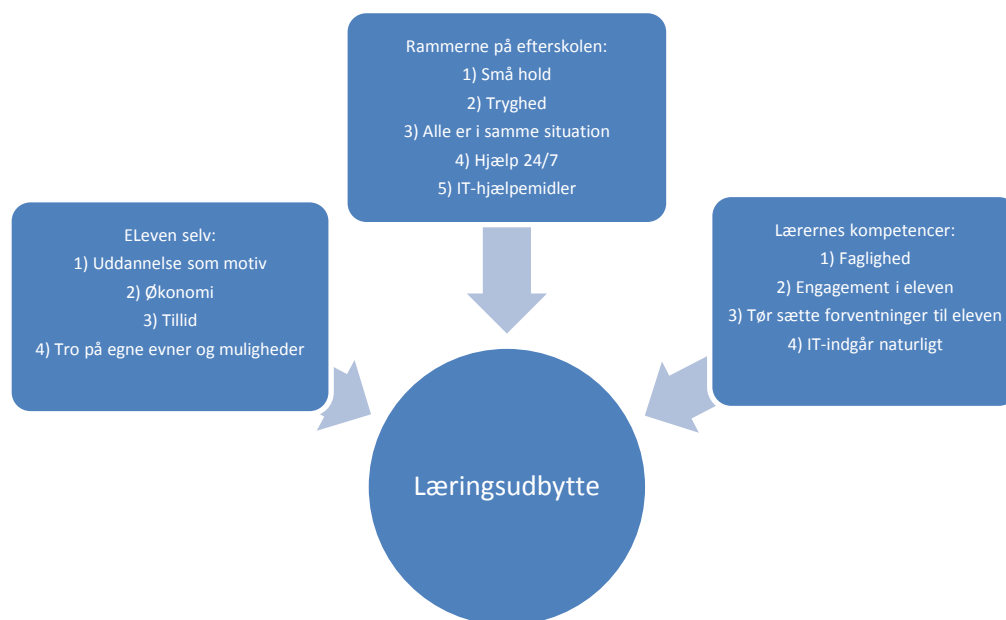 Rammerne på efterskolen:
1) Små hold
2) Tryghed
3) Alle er i samme situation
4) Hjælp 24/7
5) IT-hjælpemidler
ELeven selv:
1) Uddannelse som motiv
2) Økonomi
3) Tillid
4) Tro på egne evner og muligheder
Lærernes kompetencer:
1) Faglighed
2) Engagement i eleven
3) Tør sætte forventninger til eleven
4) IT-indgår naturligt
Læringsudbytte